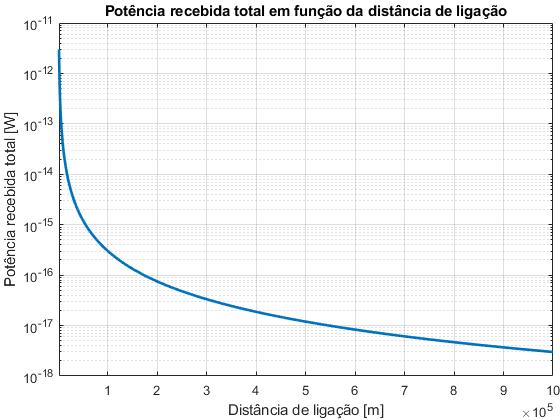 Potência recebida total em função da distância de ligação
Potência recebida total [W]
10^-11
10^-12
10^-13
10^-14
10^-15
10^-16
10^-17
10^-18
1 2 3 4 5 6 7 8 9 10
×10^5
Distância de ligação [m]